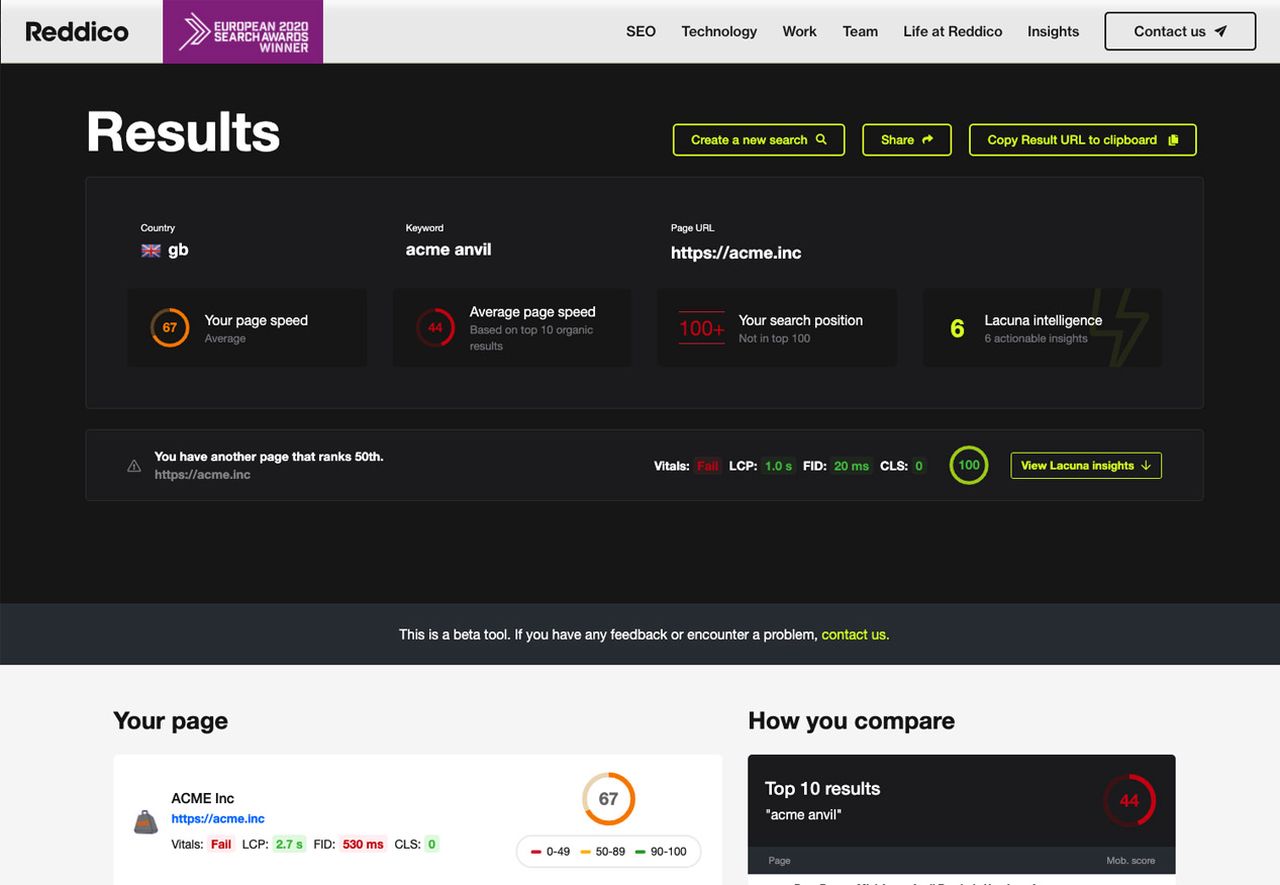 Reddico
EUROPEAN 2020
SEARCH AWARDS
WINNER
SEO
Technology
Work
Team
Life at Reddico
Insights
Contact us
Results
Create a new search
Share
Copy Result URL to clipboard
Country
gb
Keyword
acme anvil
Page URL
https://acme.inc
67
Your page speed
Average
44
Average page speed
Based on top 10 organic
results
100+
Your search position
Not in top 100
6
Lacuna intelligence
6 actionable insights
You have another page that ranks 50th.
https://acme.inc
Vitals: Fail LCP: 1.0 s FID: 20 ms CLS: 0
100
View Lacuna insights
This is a beta tool. If you have any feedback or encounter a problem, contact us.
Your page
ACME Inc
https://acme.inc
Vitals: Fail LCP: 2.7 s FID: 530 ms CLS: 0
67
0-49 50-89 90-100
How you compare
Top 10 results
"acme anvil"
44
Page
Mob. score